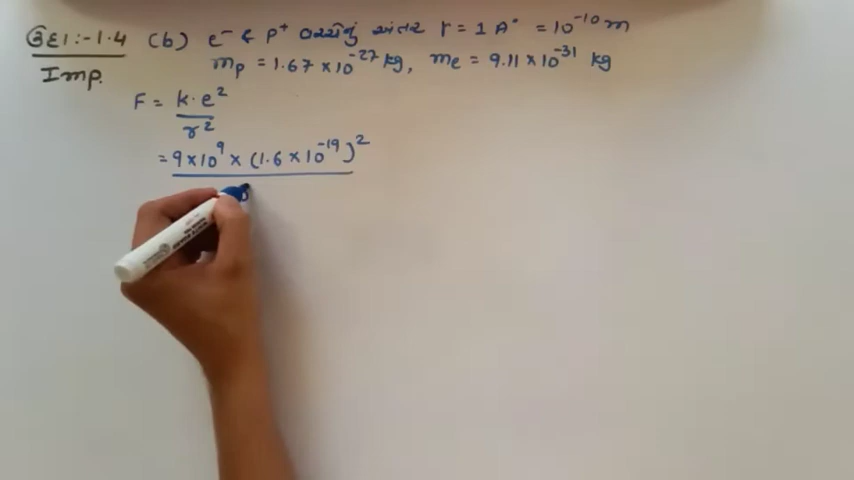 ઉદા:-1.4 (b) e⁻ & p⁺ વચ્ચેનું અંતર r = 1 A° = 10⁻¹⁰ m
Imp. mp = 1.67 × 10⁻²⁷ kg, me = 9.11 × 10⁻³¹ kg
F = k·e²
r²
= 9×10⁹ × (1.6 × 10⁻¹⁹)²